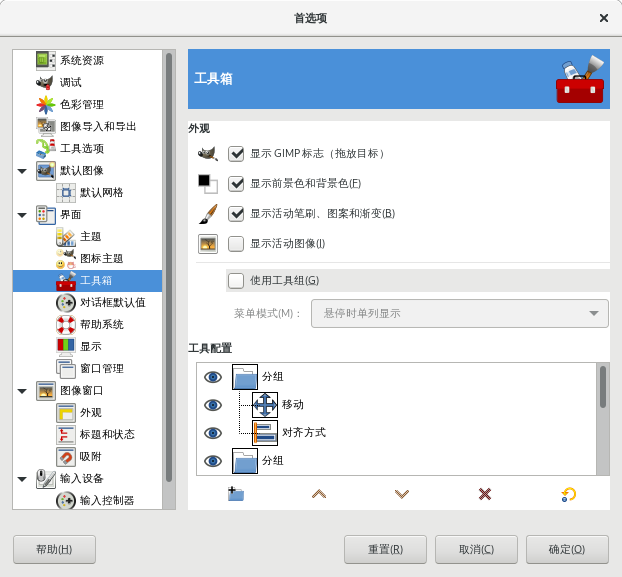 首选项
系统资源
调试
色彩管理
图像导入和导出
工具选项
默认图像
默认网格
界面
主题
图标主题
工具箱
对话框默认值
帮助系统
显示
窗口管理
图像窗口
外观
标题和状态
吸附
输入设备
输入控制器
工具箱
外观
显示 GIMP 标志（拖放目标）
显示前景色和背景色(F)
显示活动笔刷、图案和渐变(B)
显示活动图像(I)
使用工具组(G)
菜单模式(M)：
悬停时单列显示
工具配置
分组
移动
对齐方式
分组
帮助(H)
重置(R)
取消(C)
确定(O)